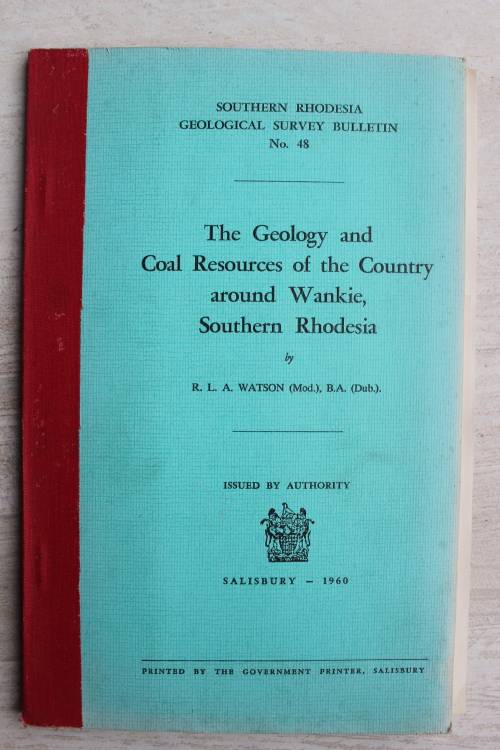 SOUTHERN RHODESIA
GEOLOGICAL SURVEY BULLETIN
No. 48
The Geology and
Coal Resources of the Country
around Wankie,
Southern Rhodesia
by
R. L. A. WATSON (Mod.), B.A. (Dub.).
ISSUED BY AUTHORITY
SALISBURY – 1960
PRINTED BY THE GOVERNMENT PRINTER, SALISBURY